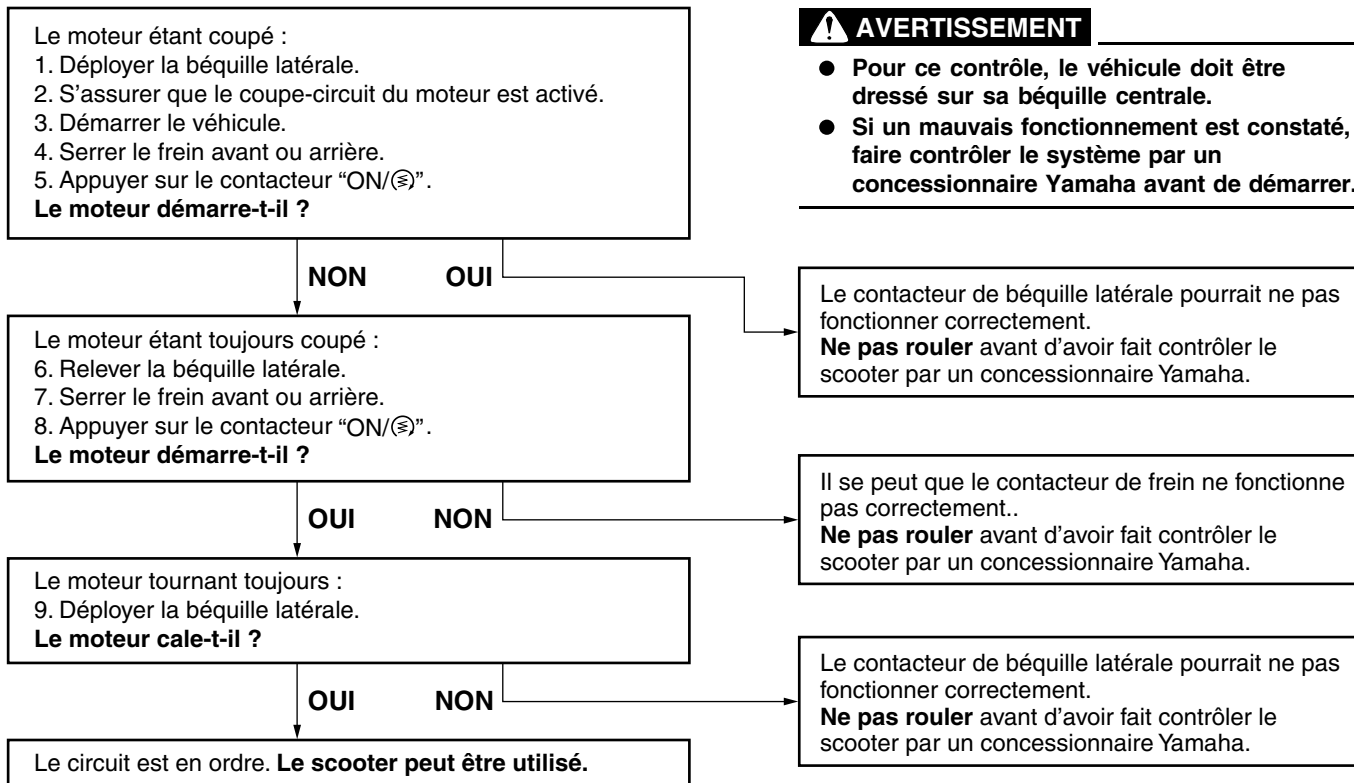 Le moteur étant coupé :
1. Déployer la béquille latérale.
2. S'assurer que le coupe-circuit du moteur est activé.
3. Démarrer le véhicule.
4. Serrer le frein avant ou arrière.
5. Appuyer sur le contacteur “ON/”.
Le moteur démarre-t-il ?
AVERTISSEMENT
● Pour ce contrôle, le véhicule doit être
dressé sur sa béquille centrale.
● Si un mauvais fonctionnement est constaté,
faire contrôler le système par un
concessionnaire Yamaha avant de démarrer.
NON OUI
Le contacteur de béquille latérale pourrait ne pas
fonctionner correctement.
Ne pas rouler avant d'avoir fait contrôler le
scooter par un concessionnaire Yamaha.
Le moteur étant toujours coupé :
6. Relever la béquille latérale.
7. Serrer le frein avant ou arrière.
8. Appuyer sur le contacteur “ON/”.
Le moteur démarre-t-il ?
OUI NON
Il se peut que le contacteur de frein ne fonctionne
pas correctement..
Ne pas rouler avant d'avoir fait contrôler le
scooter par un concessionnaire Yamaha.
Le moteur tournant toujours :
9. Déployer la béquille latérale.
Le moteur cale-t-il ?
OUI NON
Le contacteur de béquille latérale pourrait ne pas
fonctionner correctement.
Ne pas rouler avant d'avoir fait contrôler le
scooter par un concessionnaire Yamaha.
Le circuit est en ordre. Le scooter peut être utilisé.